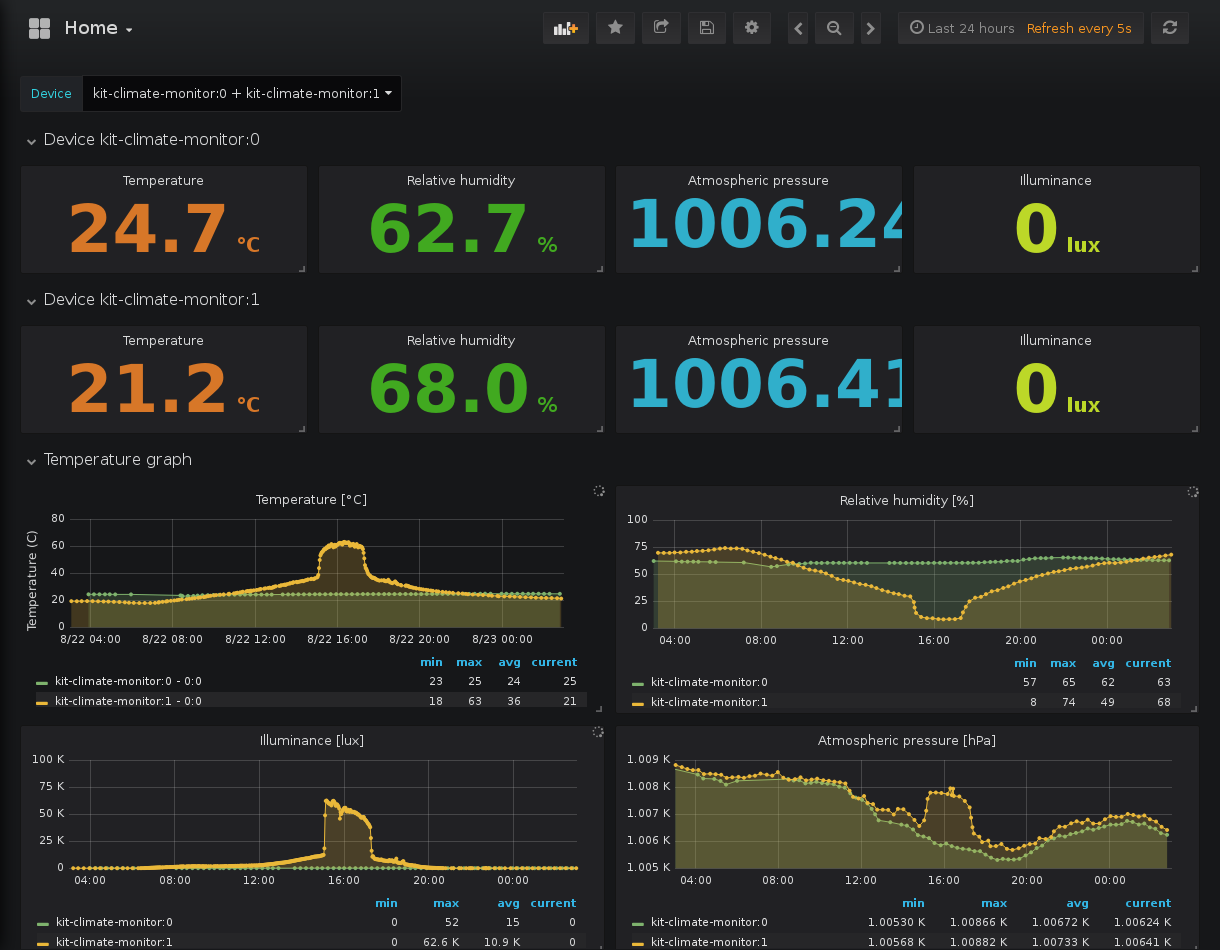 Home
Last 24 hours Refresh every 5s
Device kit-climate-monitor:0 + kit-climate-monitor:1
Device kit-climate-monitor:0
Temperature Relative humidity Atmospheric pressure Illuminance
24.7 °C 62.7 % 1006.24 0 lux
Device kit-climate-monitor:1
Temperature Relative humidity Atmospheric pressure Illuminance
21.2 °C 68.0 % 1006.41 0 lux
Temperature graph
Temperature [°C]
Temperature (C)
80
60
40
20
0
8/22 04:00 8/22 08:00 8/22 12:00 8/22 16:00 8/22 20:00 8/23 00:00
min max avg current
kit-climate-monitor:0 - 0:0 23 25 24 25
kit-climate-monitor:1 - 0:0 18 63 36 21
Relative humidity [%]
100
75
50
25
0
04:00 08:00 12:00 16:00 20:00 00:00
min max avg current
kit-climate-monitor:0 57 65 62 63
kit-climate-monitor:1 8 74 49 68
Illuminance [lux]
100 K
75 K
50 K
25 K
0
04:00 08:00 12:00 16:00 20:00 00:00
min max avg current
kit-climate-monitor:0 0 52 15 0
kit-climate-monitor:1 0 62.6 K 10.9 K 0
Atmospheric pressure [hPa]
1.009 K
1.008 K
1.007 K
1.006 K
1.005 K
04:00 08:00 12:00 16:00 20:00 00:00
min max avg current
kit-climate-monitor:0 1.00530 K 1.00866 K 1.00672 K 1.00624 K
kit-climate-monitor:1 1.00568 K 1.00882 K 1.00733 K 1.00641 K